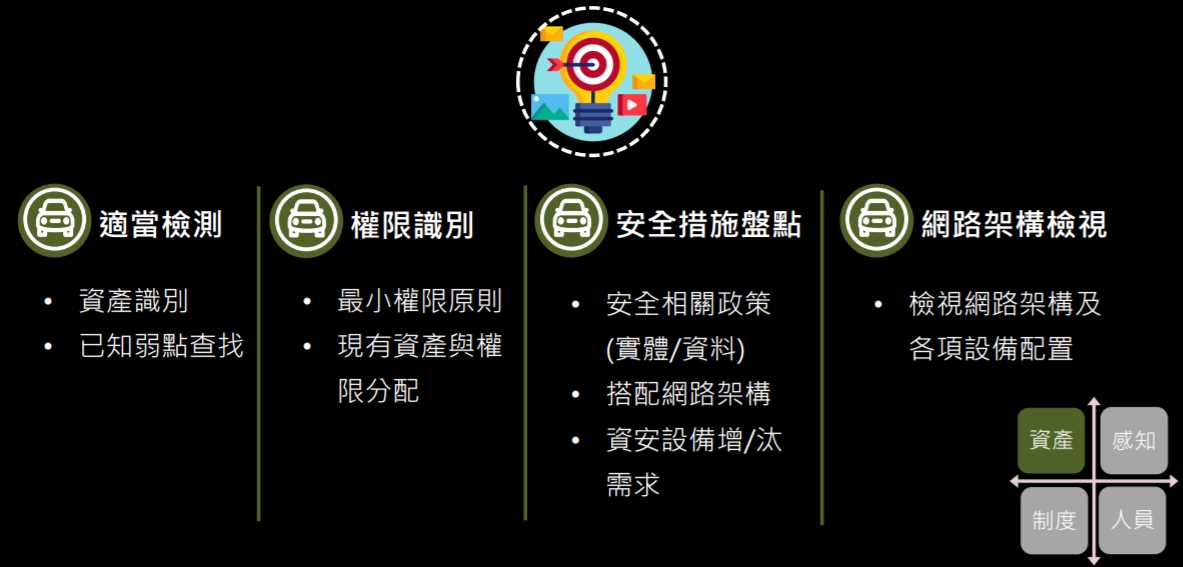 適當檢測
• 資產識別
• 已知弱點查找
權限識別
• 最小權限原則
• 現有資產與權
限分配
安全措施盤點
• 安全相關政策
(實體/資料)
• 搭配網路架構
• 資安設備增/汰
需求
網路架構檢視
• 檢視網路架構及
各項設備配置
資產
感知
制度
人員